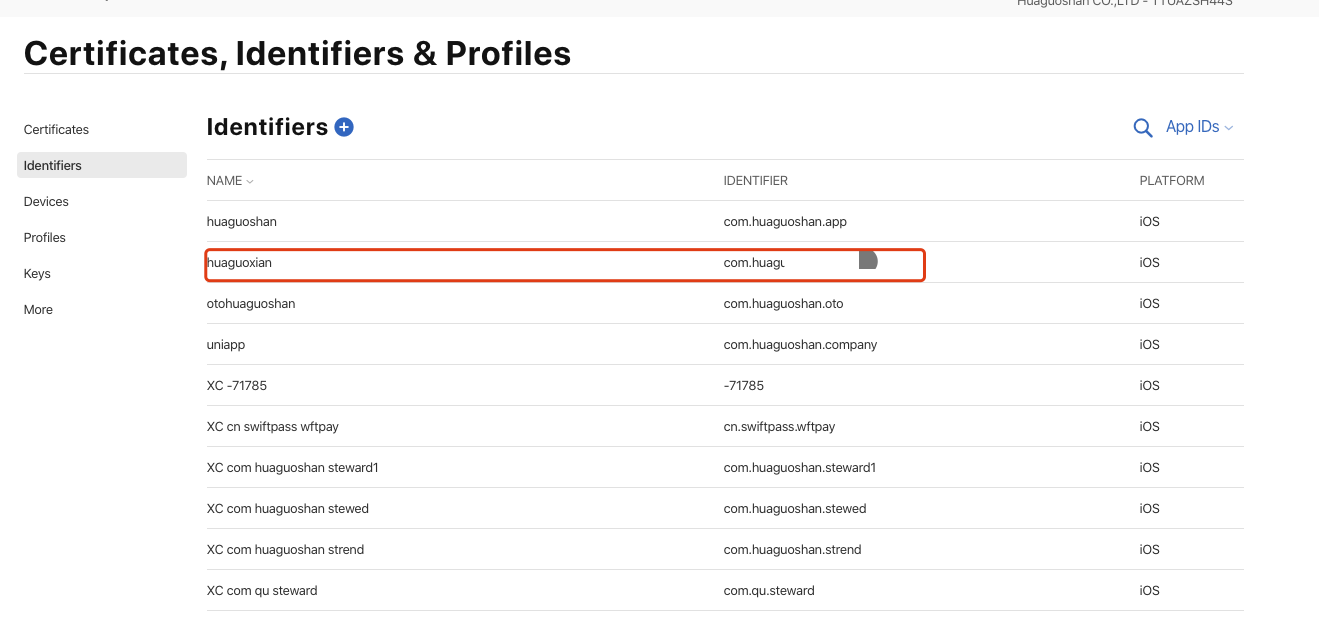 Huaguoshan CO.,LTD -
Certificates, Identifiers & Profiles
Certificates
Identifiers
Devices
Profiles
Keys
More
Identifiers
App IDs
NAME IDENTIFIER PLATFORM
huaguoshan com.huaguoshan.app iOS
huaguoxian com.huagu iOS
otohuaguoshan com.huaguoshan.oto iOS
uniapp com.huaguoshan.company iOS
XC -71785 -71785 iOS
XC cn swiftpass wftpay cn.swiftpass.wftpay iOS
XC com huaguoshan steward1 com.huaguoshan.steward1 iOS
XC com huaguoshan stewed com.huaguoshan.stewed iOS
XC com huaguoshan strend com.huaguoshan.strend iOS
XC com qu steward com.qu.steward iOS